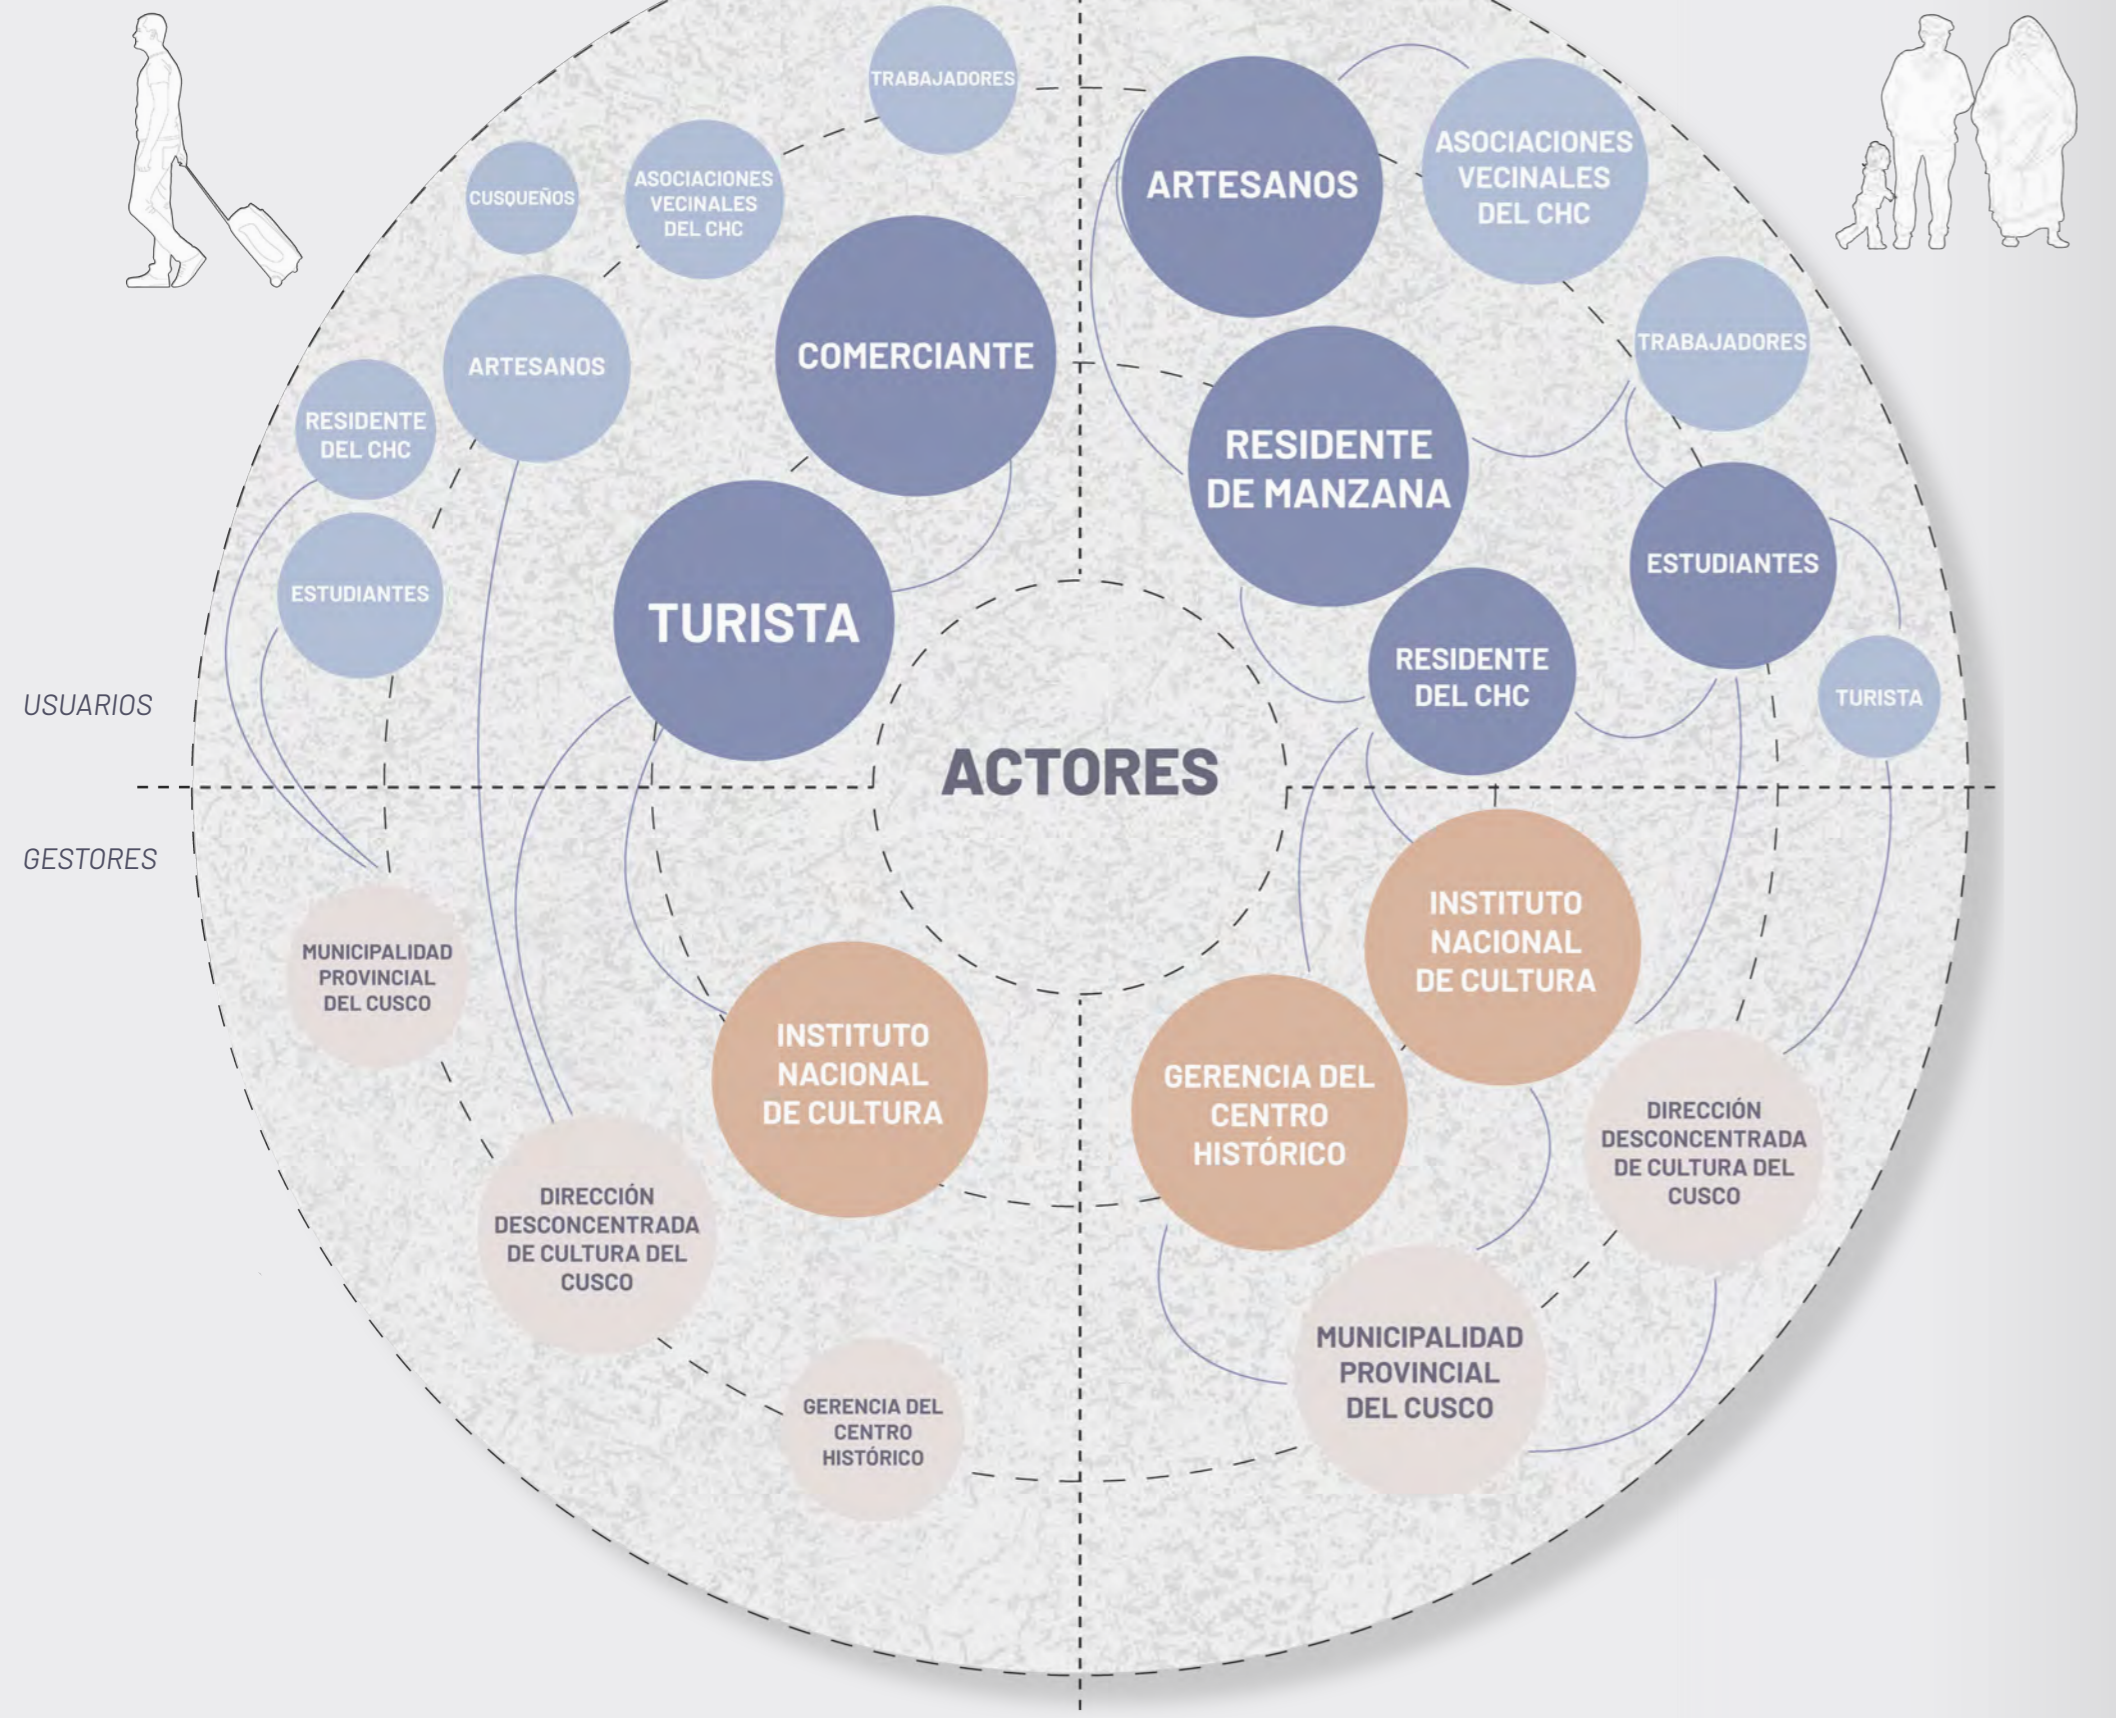 TRABAJADORES
CUSQUEÑOS
ASOCIACIONES
VECINALES
DEL CHC
ARTESANOS
COMERCIANTE
RESIDENTE
DEL CHC
ESTUDIANTES
TURISTA
ARTESANOS
ASOCIACIONES
VECINALES
DEL CHC
TRABAJADORES
RESIDENTE
DE MANZANA
ESTUDIANTES
RESIDENTE
DEL CHC
TURISTA
USUARIOS
ACTORES
GESTORES
MUNICIPALIDAD
PROVINCIAL
DEL CUSCO
INSTITUTO
NACIONAL
DE CULTURA
DIRECCIÓN
DESCONCENTRADA
DE CULTURA DEL
CUSCO
GERENCIA DEL
CENTRO
HISTÓRICO
INSTITUTO
NACIONAL
DE CULTURA
GERENCIA DEL
CENTRO
HISTÓRICO
DIRECCIÓN
DESCONCENTRADA
DE CULTURA DEL
CUSCO
MUNICIPALIDAD
PROVINCIAL
DEL CUSCO